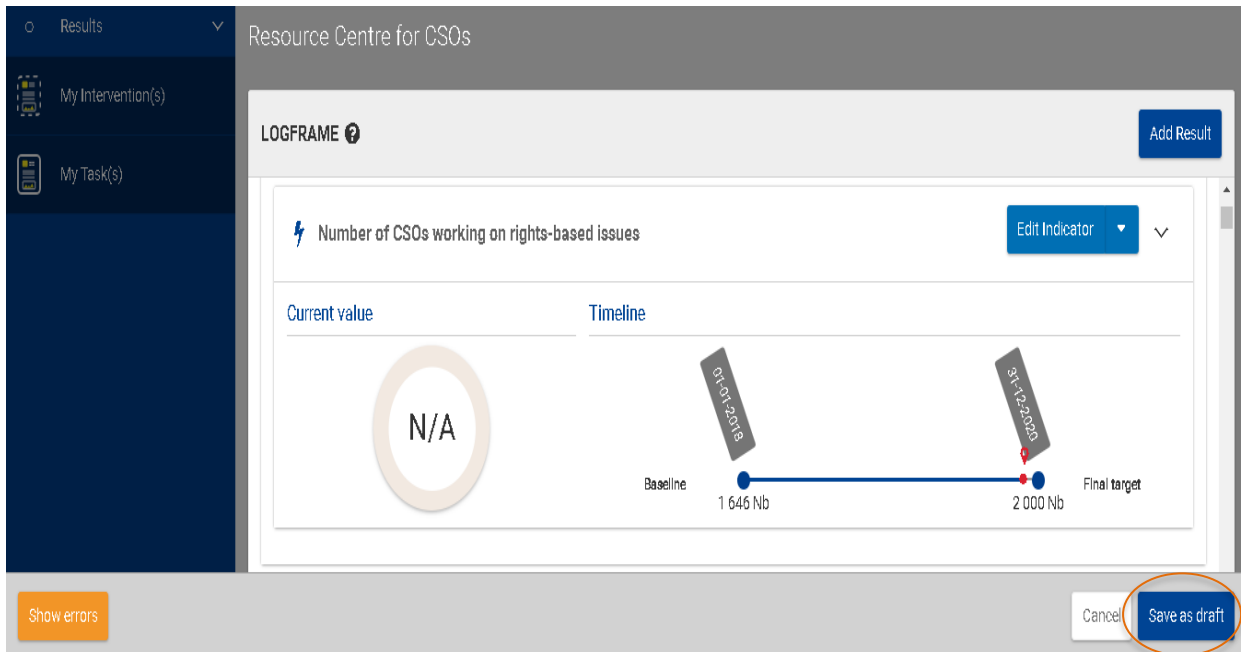 Results
Resource Centre for CSOs
My Intervention(s)
LOGFRAME ?
Add Result
My Task(s)
Number of CSOs working on rights-based issues
Edit Indicator
Current value
Timeline
01-01-2018
31-12-2020
N/A
Baseline
Final target
1 646 Nb
2 000 Nb
Show errors
Cancel
Save as draft